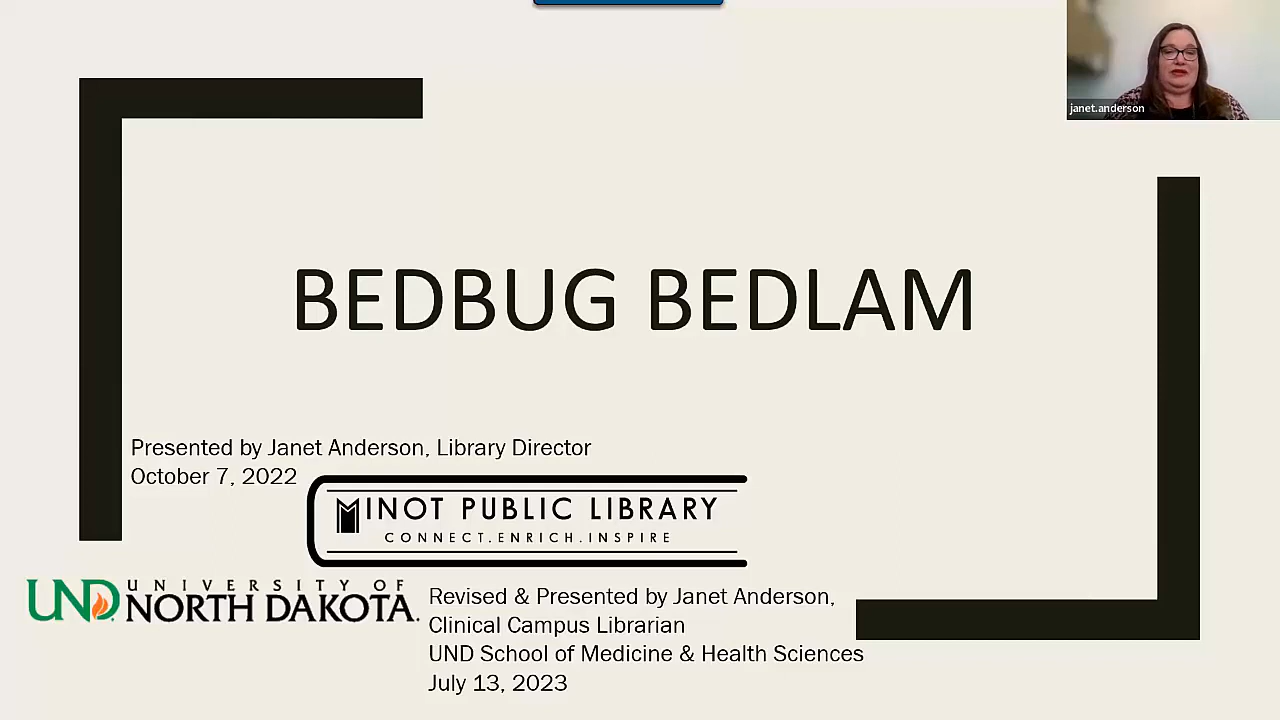 janet.anderson
BEDBUG BEDLAM
Presented by Janet Anderson, Library Director
October 7, 2022
MINOT PUBLIC LIBRARY
CONNECT.ENRICH.INSPIRE
UND UNIVERSITY OF
NORTH DAKOTA.
Revised & Presented by Janet Anderson,
Clinical Campus Librarian
UND School of Medicine & Health Sciences
July 13, 2023